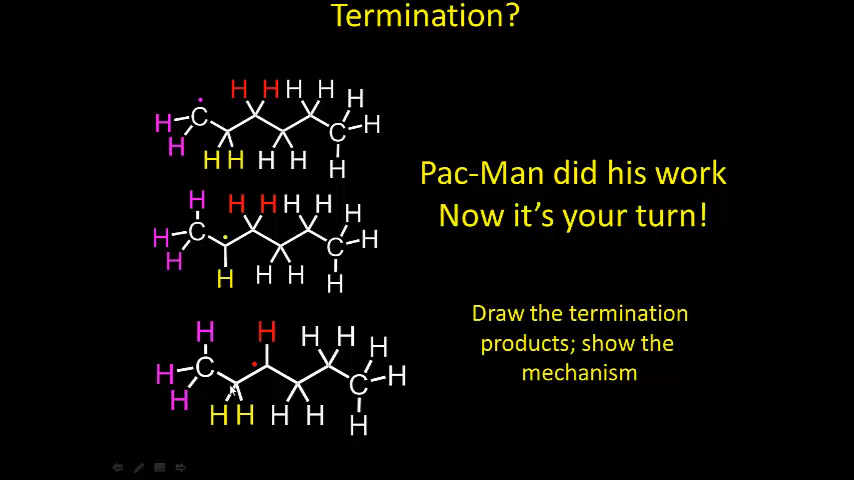 Termination?
H H H H H
H C C H
H H H H H H
Pac-Man did his work
Now it's your turn!
H H H H H H
H C C H
H H H H H
H H H H H
H C C H
H H H H H H
Draw the termination
products; show the
mechanism